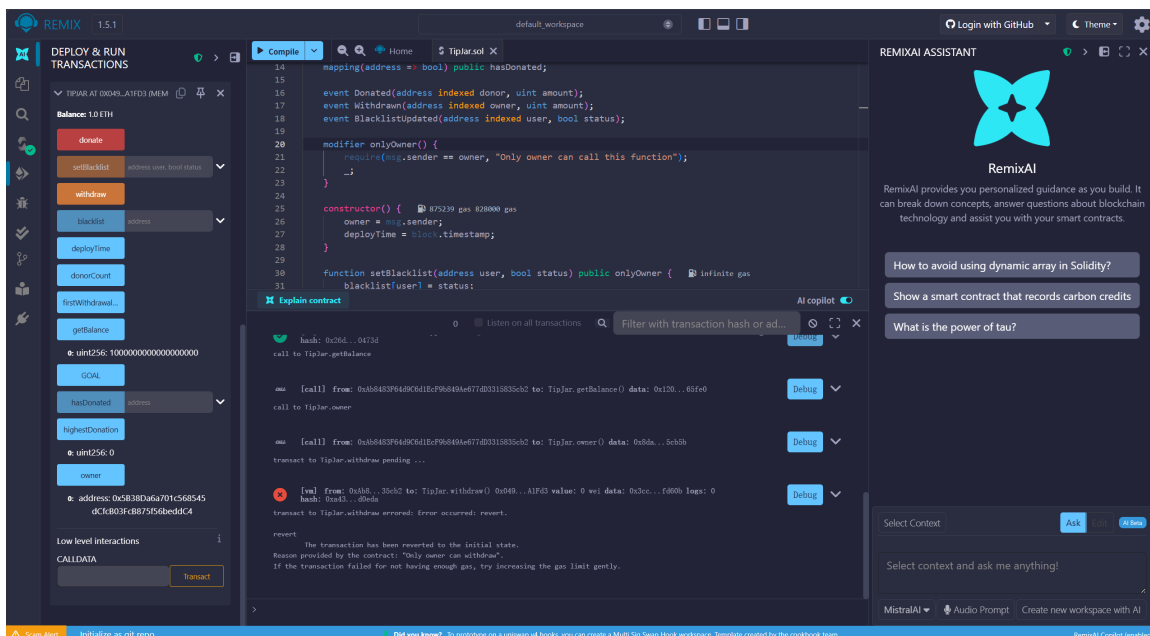 REMIX 1.5.1
default_workspace
Login with GitHub
Theme
DEPLOY & RUN TRANSACTIONS
TIPJAR AT 0X049...A1FD3 (MEM
Balance: 1.0 ETH
donate
setBlacklist address user, bool status
withdraw
blacklist address
deployTime
donorCount
firstWithdrawal...
getBalance
0: uint256: 1000000000000000000
GOAL
hasDonated address
highestDonation
0: uint256: 0
owner
0: address: 0x5B38Da6a701c568545
dCfcB03FcB875f56beddC4
Low level interactions
CALLDATA
Transact
Compile
Home
TipJar.sol
14 mapping(address => bool) public hasDonated;
15
16 event Donated(address indexed donor, uint amount);
17 event Withdrawn(address indexed owner, uint amount);
18 event BlacklistUpdated(address indexed user, bool status);
19
20 modifier onlyOwner() {
21 require(msg.sender == owner, "Only owner can call this function");
22 _;
23 }
24
25 constructor() { 875239 gas 828000 gas
26 owner = msg.sender;
27 deployTime = block.timestamp;
28 }
29
30 function setBlacklist(address user, bool status) public onlyOwner { infinite gas
31 blacklist[user] = status;
Explain contract
AI copilot
0 Listen on all transactions
Filter with transaction hash or ad...
hash: 0x26d...0473d
Debug
call to TipJar.getBalance
[call] from: 0xAb8483F64d9C6d1EcF9b849Ae677dD3315835cb2 to: TipJar.getBalance() data: 0x120...65fe0
Debug
call to TipJar.owner
[call] from: 0xAb8483F64d9C6d1EcF9b849Ae677dD3315835cb2 to: TipJar.owner() data: 0x8da...5cb5b
Debug
transact to TipJar.withdraw pending ...
[vm] from: 0xAb8...35cb2 to: TipJar.withdraw() 0x049...A1Fd3 value: 0 wei data: 0x3cc...fd60b logs: 0
hash: 0xa43...d0eda
Debug
transact to TipJar.withdraw errored: Error occurred: revert.
revert
The transaction has been reverted to the initial state.
Reason provided by the contract: "Only owner can withdraw".
If the transaction failed for not having enough gas, try increasing the gas limit gently.
>
REMIXAI ASSISTANT
RemixAI
RemixAI provides you personalized guidance as you build. It
can break down concepts, answer questions about blockchain
technology and assist you with your smart contracts.
How to avoid using dynamic array in Solidity?
Show a smart contract that records carbon credits
What is the power of tau?
Select Context
Ask Edit AI Beta
Select context and ask me anything!
MistralAI
Audio Prompt
Create new workspace with AI
Scam Alert
Initialize as git repo
Did you know? To prototype on a uniswap v4 hooks, you can create a Multi Sig Swap Hook workspace. Template created by the cookbook team.
RemixAI Copilot (enabled)